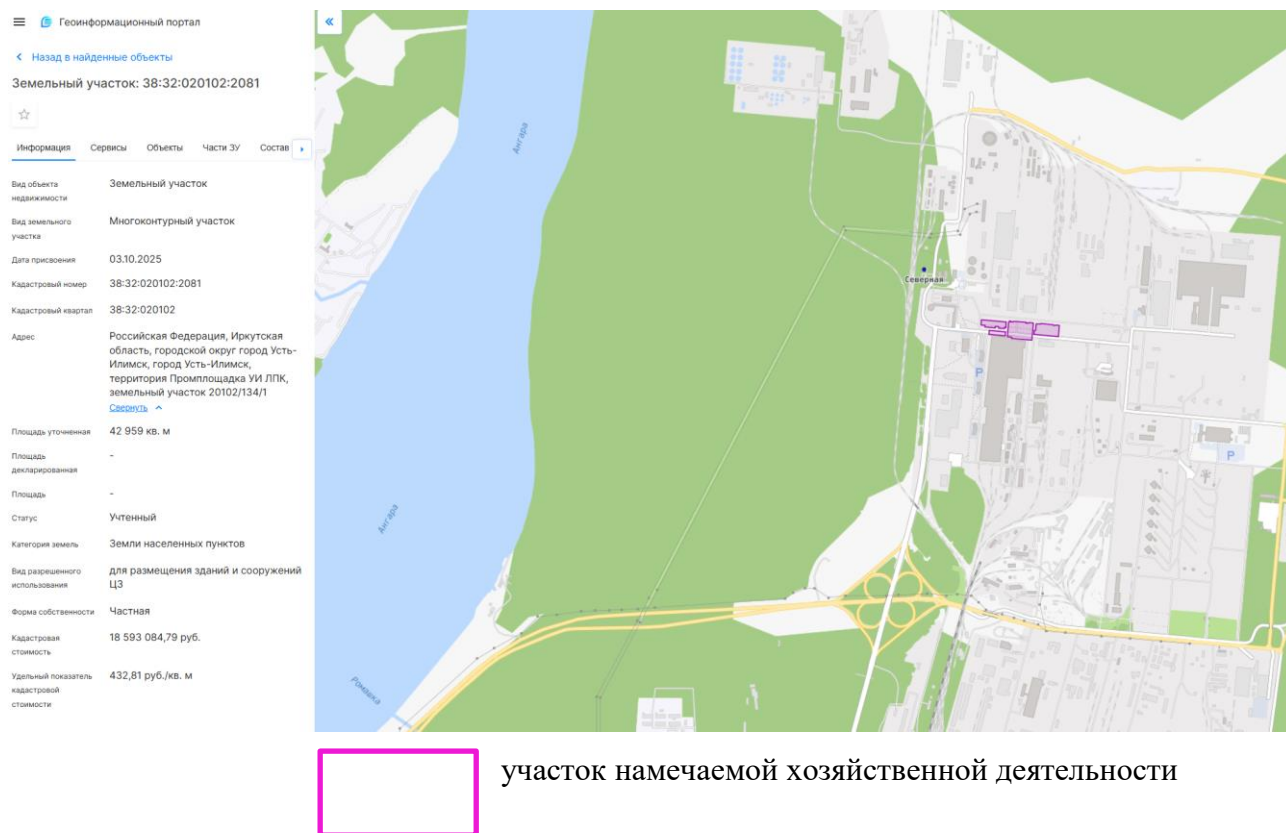 Геоинформационный портал
Назад в найденные объекты
Земельный участок: 38:32:020102:2081
Информация Сервисы Объекты Части ЗУ Состав
Вид объекта недвижимости Земельный участок
Вид земельного участка Многоконтурный участок
Дата присвоения 03.10.2025
Кадастровый номер 38:32:020102:2081
Кадастровый квартал 38:32:020102
Адрес Российская Федерация, Иркутская
область, городской округ город Усть-
Илимск, город Усть-Илимск,
территория Промплощадка УИ ЛПК,
земельный участок 20102/134/1
Свернуть
Площадь уточненная 42 959 кв. м
Площадь декларированная -
Площадь -
Статус Учтенный
Категория земель Земли населенных пунктов
Вид разрешенного использования для размещения зданий и сооружений ЦЗ
Форма собственности Частная
Кадастровая стоимость 18 593 084,79 руб.
Удельный показатель кадастровой стоимости 432,81 руб./кв. м
Ангара
Северная
P
P
Ангара
Ромашка
участок намечаемой хозяйственной деятельности